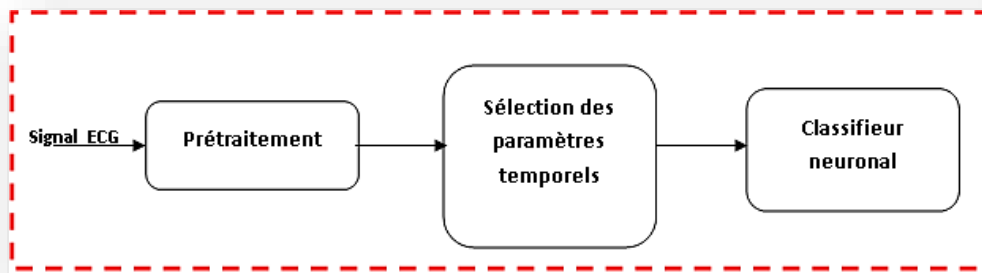 Signal ECG
Prétraitement
Sélection des
paramètres
temporels
Classifieur
neuronal